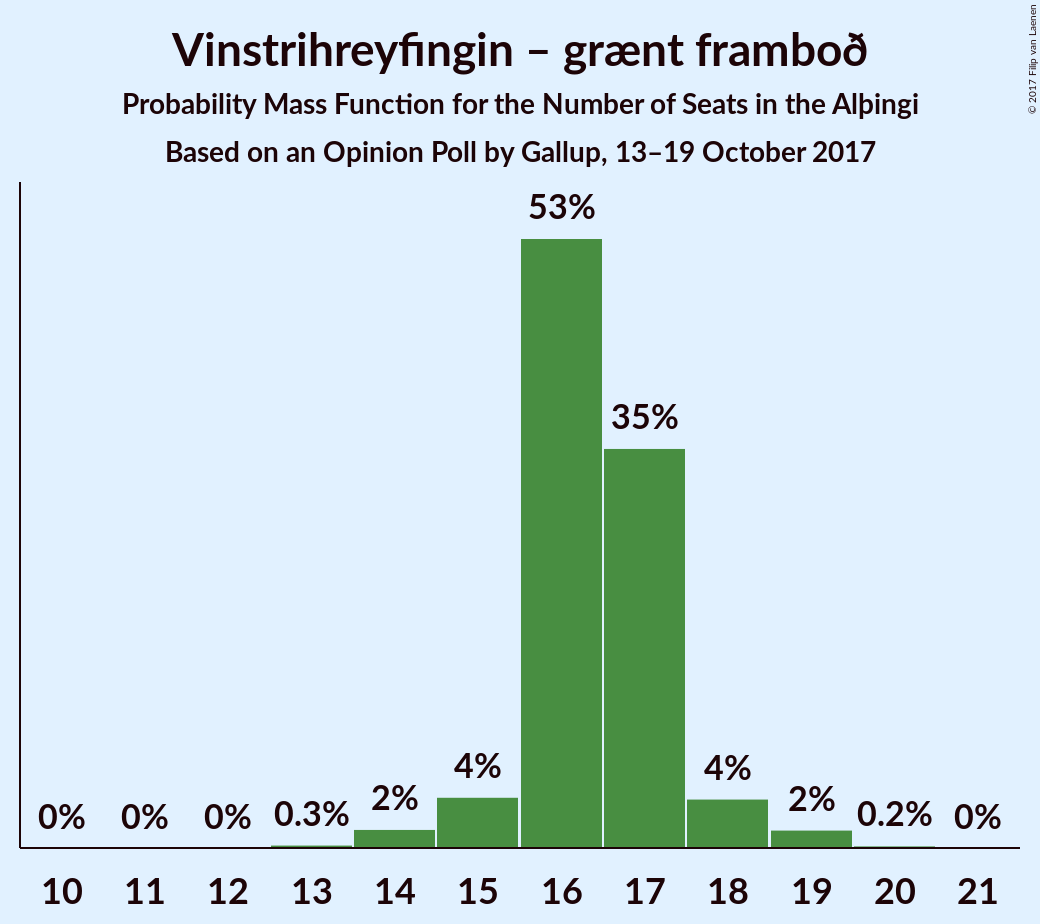 Vinstrihreyfingin – grænt framboð
Probability Mass Function for the Number of Seats in the Alþingi
Based on an Opinion Poll by Gallup, 13–19 October 2017
© 2017 Filip van Laenen
53%
35%
4%
4%
2%
2%
0% 0% 0% 0.3% 0.2% 0%
10 11 12 13 14 15 16 17 18 19 20 21